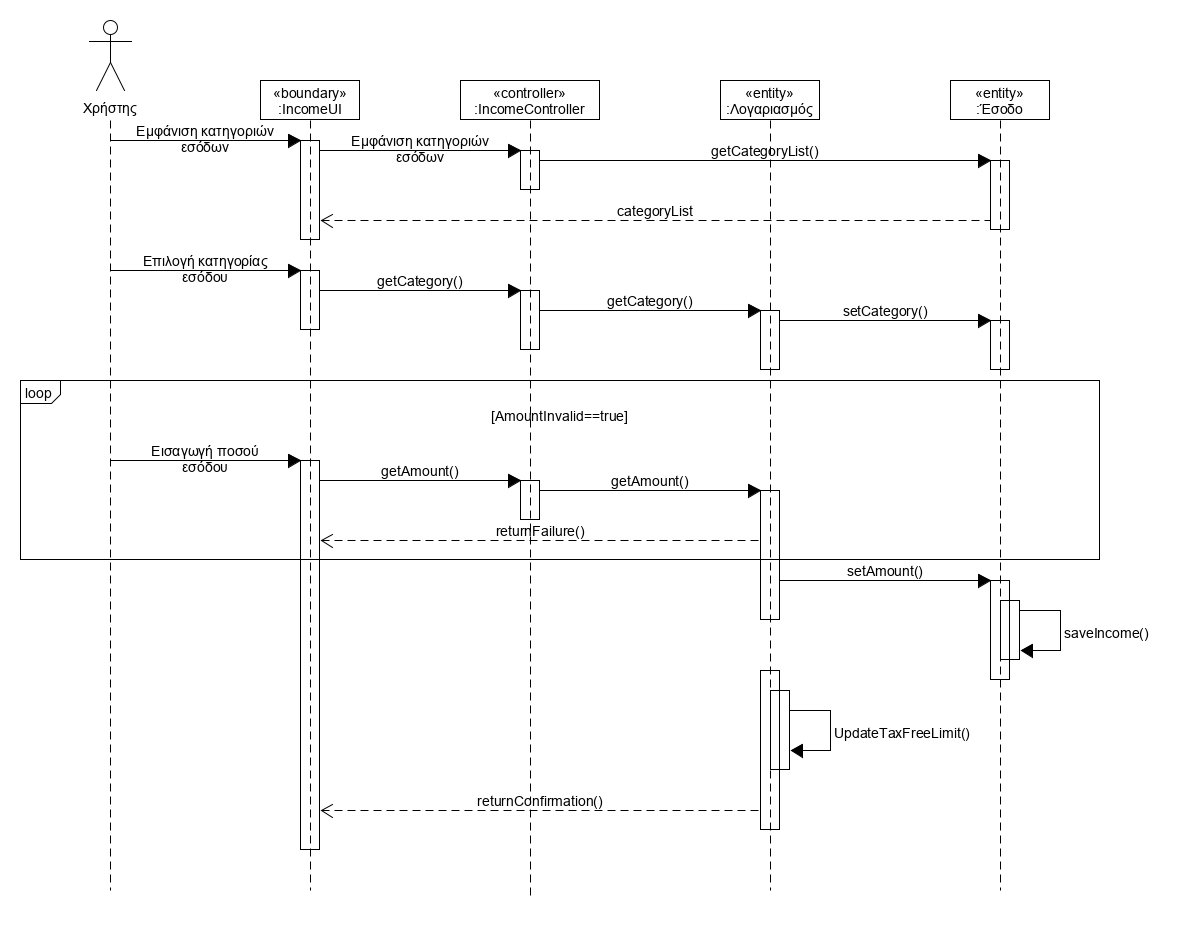 Χρήστης
«boundary»
:IncomeUI
«controller»
:IncomeController
«entity»
:Λογαριασμός
«entity»
:Έσοδο
Εμφάνιση κατηγοριών
εσόδων
Εμφάνιση κατηγοριών
εσόδων
getCategoryList()
categoryList
Επιλογή κατηγορίας
εσόδου
getCategory()
getCategory()
setCategory()
loop
[AmountInvalid==true]
Εισαγωγή ποσού
εσόδου
getAmount()
getAmount()
returnFailure()
setAmount()
saveIncome()
UpdateTaxFreeLimit()
returnConfirmation()